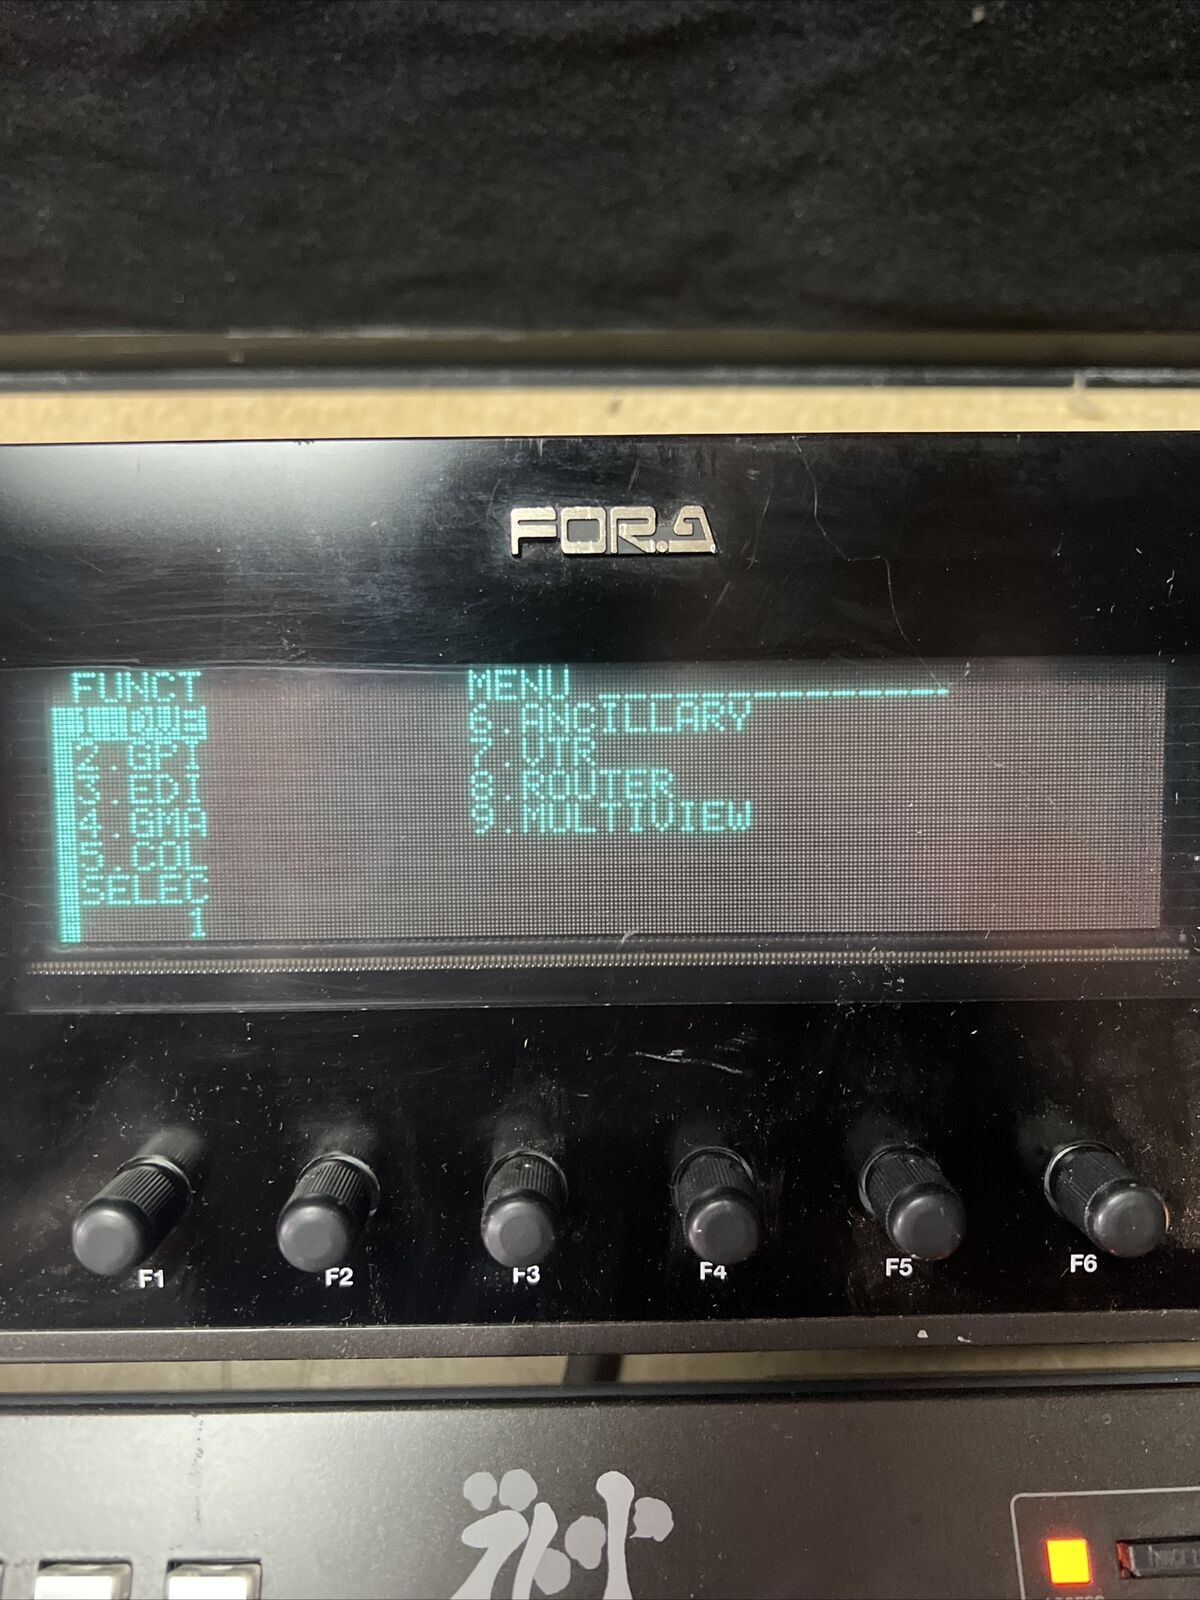 FOR.A
FUNCT MENU
6.ANCILLARY
2.GPI 7.VTR
3.EDI 8.ROUTER
4.GMA 9.MULTIVIEW
5.COL
SELEC
1
F1 F2 F3 F4 F5 F6